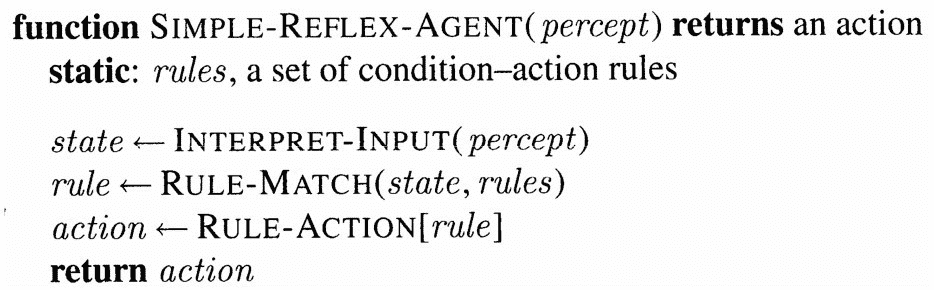 function SIMPLE-REFLEX-AGENT(percept) returns an action
static: rules, a set of condition–action rules
state ← INTERPRET-INPUT(percept)
rule ← RULE-MATCH(state, rules)
action ← RULE-ACTION[rule]
return action